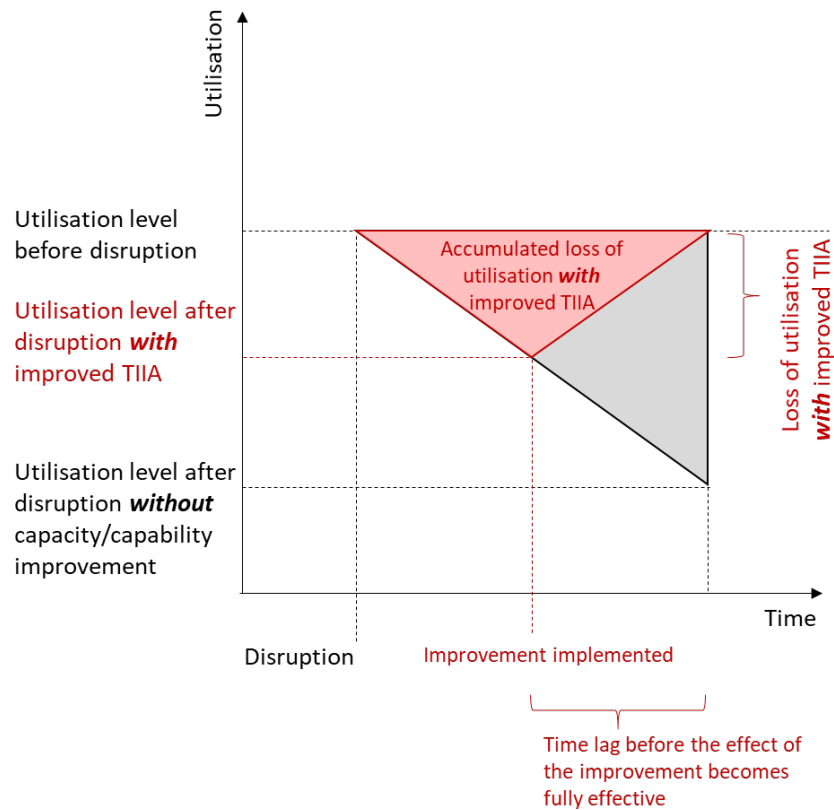 Utilisation
Utilisation level
before disruption
Accumulated loss of
utilisation with
improved TIIA
Loss of utilisation
with improved TIIA
Utilisation level after
disruption with
improved TIIA
Utilisation level after
disruption without
capacity/capability
improvement
Time
Disruption
Improvement implemented
Time lag before the effect of
the improvement becomes
fully effective